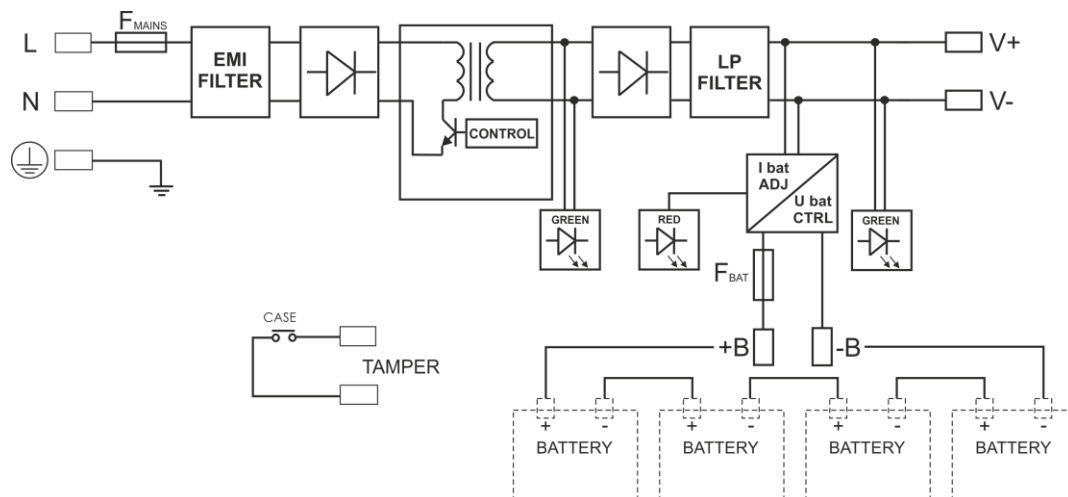 L
F MAINS
EMI
FILTER
N
CONTROL
LP
FILTER
V+
V-
I bat
ADJ
U bat
CTRL
GREEN
RED
GREEN
F BAT
CASE
TAMPER
+B
-B
+ -
BATTERY
+ -
BATTERY
+ -
BATTERY
+ -
BATTERY